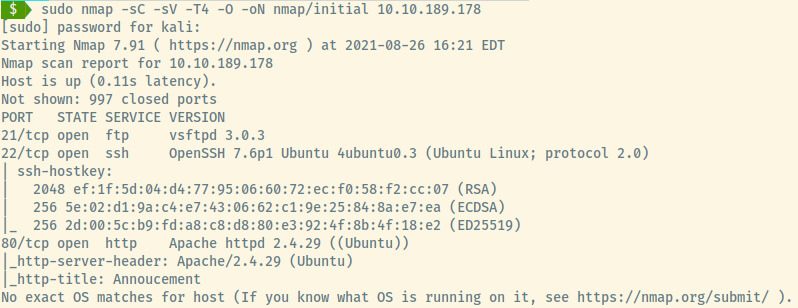 $ sudo nmap -sC -sV -T4 -O -oN nmap/initial 10.10.189.178
[sudo] password for kali:
Starting Nmap 7.91 ( https://nmap.org ) at 2021-08-26 16:21 EDT
Nmap scan report for 10.10.189.178
Host is up (0.11s latency).
Not shown: 997 closed ports
PORT   STATE SERVICE VERSION
21/tcp open  ftp     vsftpd 3.0.3
22/tcp open  ssh     OpenSSH 7.6p1 Ubuntu 4ubuntu0.3 (Ubuntu Linux; protocol 2.0)
| ssh-hostkey:
|   2048 ef:1f:5d:04:d4:77:95:06:60:72:ec:f0:58:f2:cc:07 (RSA)
|   256 5e:02:d1:9a:c4:e7:43:06:62:c1:9e:25:84:8a:e7:ea (ECDSA)
|_  256 2d:00:5c:b9:fd:a8:c8:d8:80:e3:92:4f:8b:4f:18:e2 (ED25519)
80/tcp open  http    Apache httpd 2.4.29 ((Ubuntu))
|_http-server-header: Apache/2.4.29 (Ubuntu)
|_http-title: Annoucement
No exact OS matches for host (If you know what OS is running on it, see https://nmap.org/submit/ ).